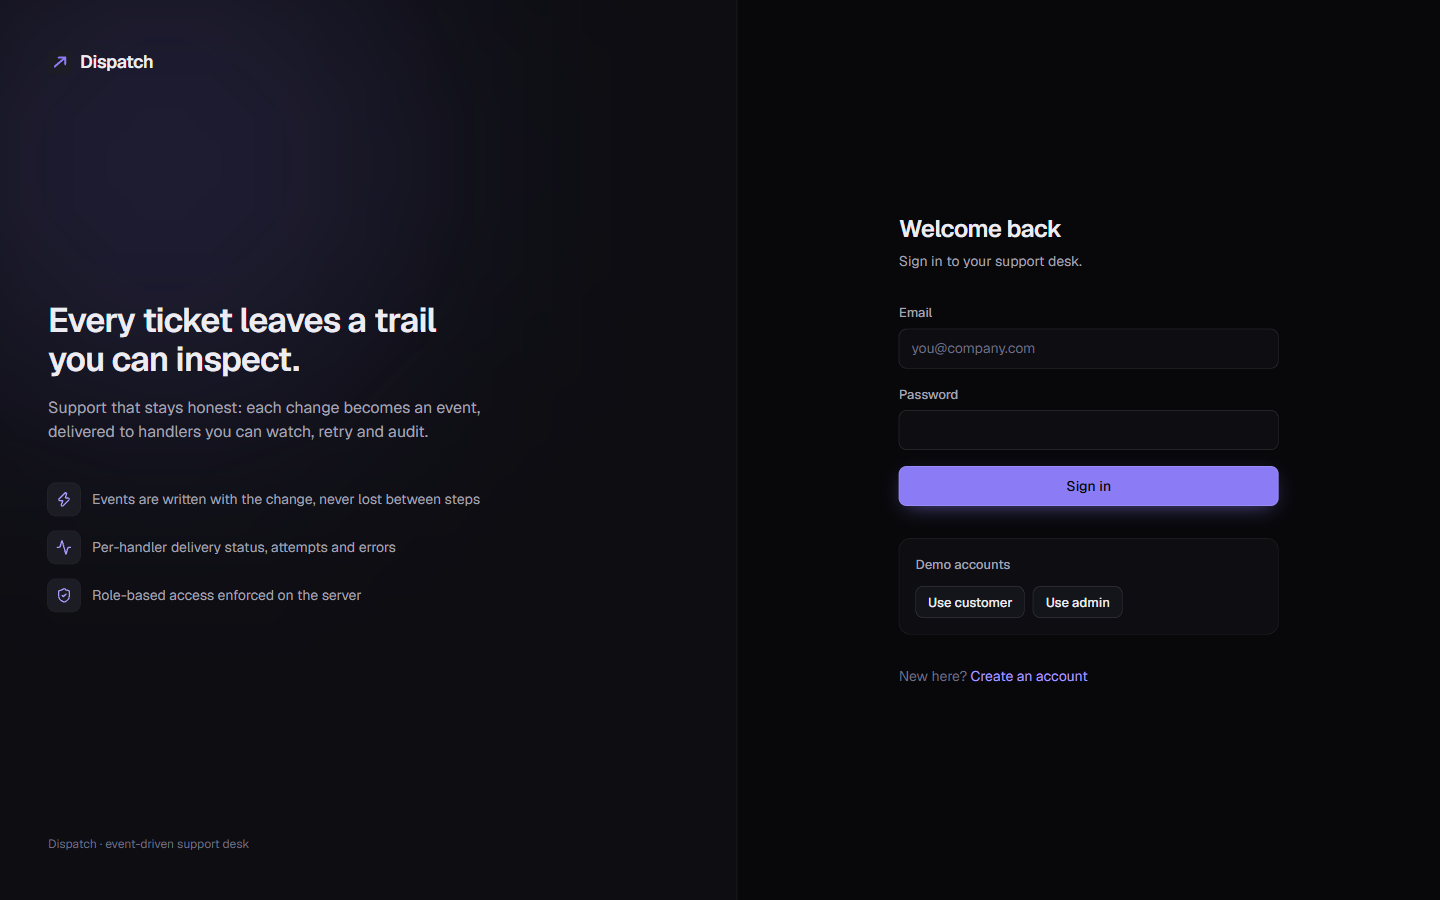 Dispatch
Every ticket leaves a trail
you can inspect.
Support that stays honest: each change becomes an event,
delivered to handlers you can watch, retry and audit.
Events are written with the change, never lost between steps
Per-handler delivery status, attempts and errors
Role-based access enforced on the server
Dispatch · event-driven support desk
Welcome back
Sign in to your support desk.
Email
you@company.com
Password
Sign in
Demo accounts
Use customer
Use admin
New here? Create an account